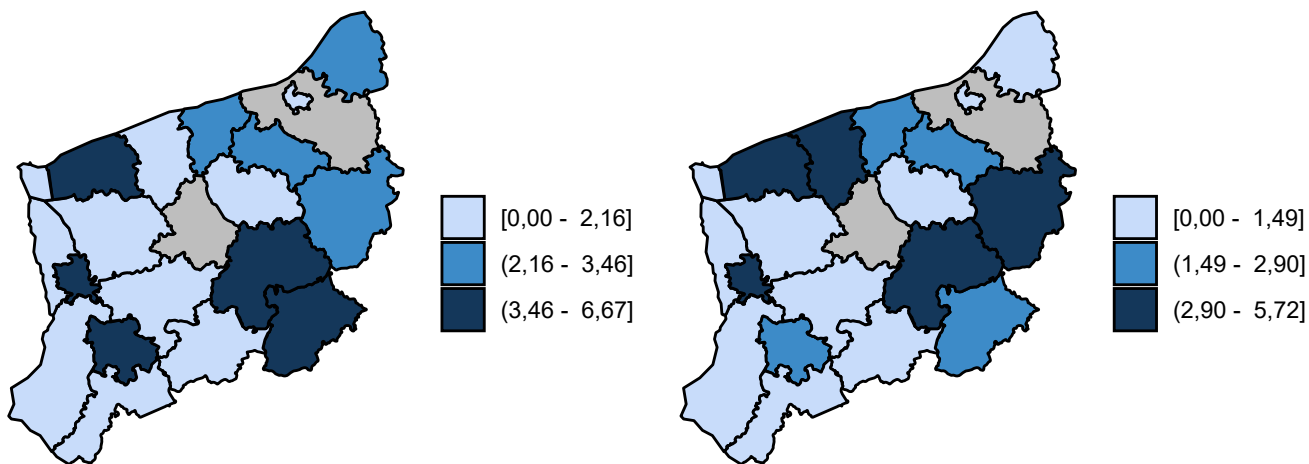 [0,00 - 2,16]
(2,16 - 3,46]
(3,46 - 6,67]
[0,00 - 1,49]
(1,49 - 2,90]
(2,90 - 5,72]